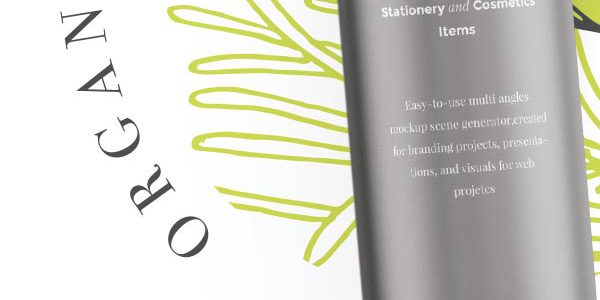 ORGAN
Stationery and Cosmetics
Items
Easy-to-use multi angles
mockup scene generator.created
for branding projects, presenta-
tions, and visuals for web
projetcs